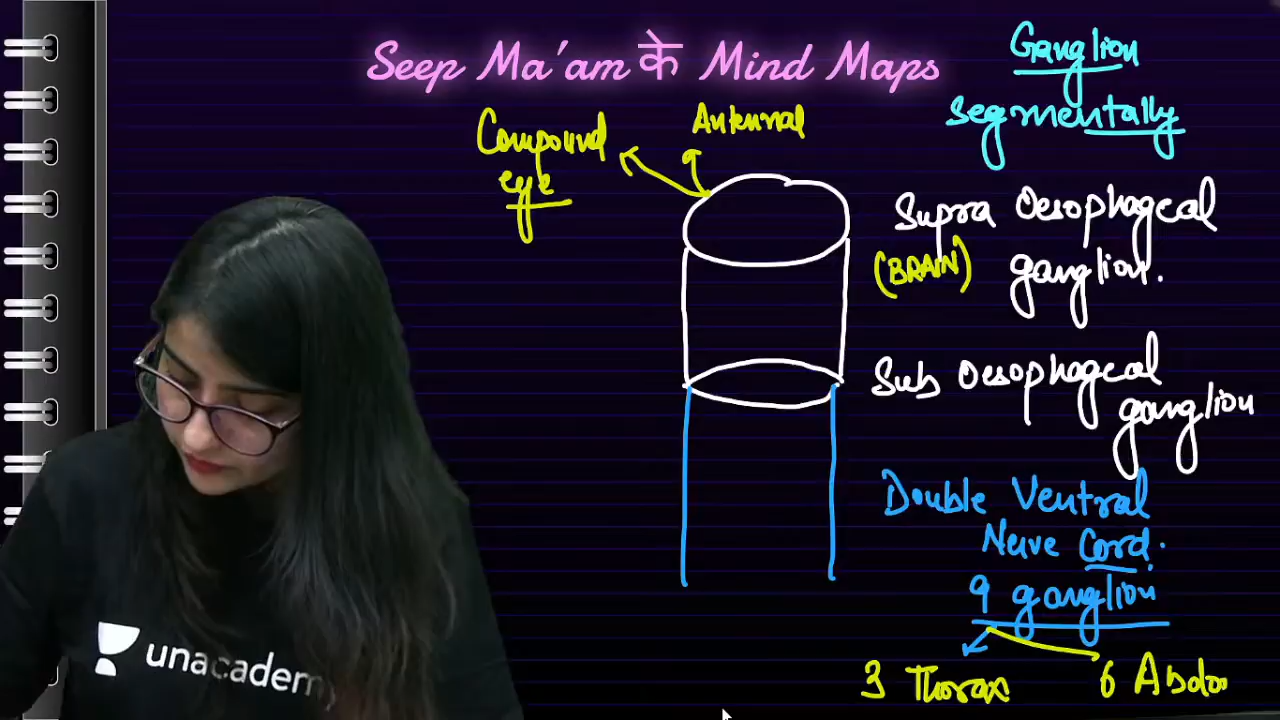 Seep Ma'am के Mind Maps
Ganglion
Segmentally
Compound
eye
Antennal
Supra Oesophageal
(BRAIN) ganglion.
Sub Oesophageal
ganglion
Double Ventral
Nerve Cord.
9 ganglion
3 Thorax 6 Abdo
unacademy